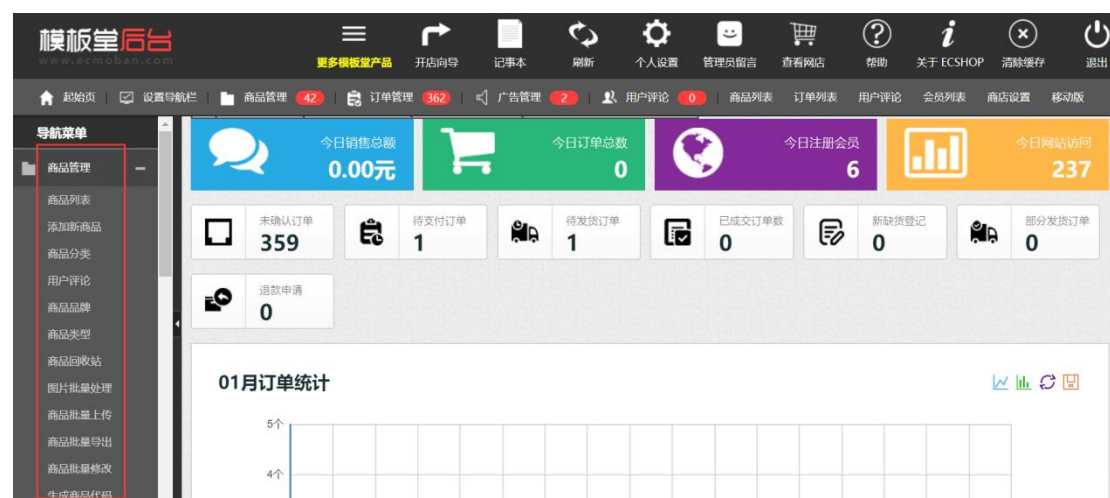 模板堂后台
www.ecmoban.com
更多模板堂产品 开店向导 记事本 刷新 个人设置 管理员留言 查看网店 帮助 关于 ECSHOP 清除缓存 退出
起始页 设置导航栏 商品管理 42 订单管理 362 广告管理 2 用户评论 0 商品列表 订单列表 用户评论 会员列表 商店设置 移动版
导航菜单
商品管理
商品列表
添加新商品
商品分类
用户评论
商品品牌
商品类型
商品回收站
图片批量处理
商品批量上传
商品批量导出
商品批量修改
生成商品代码
今日销售总额
0.00元
今日订单总数
0
今日注册会员
6
今日网站访问
237
未确认订单
359
待支付订单
1
待发货订单
1
已成交订单数
0
新缺货登记
0
部分发货订单
0
退款申请
0
01月订单统计
5个
4个